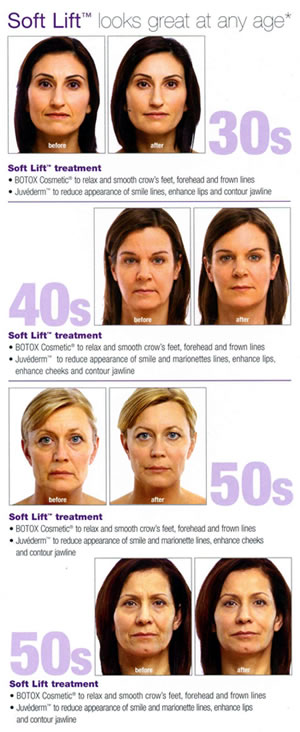 Soft Lift™ looks great at any age*
before
after
30s
Soft Lift™ treatment
• BOTOX Cosmetic® to relax and smooth crow's feet, forehead and frown lines
• Juvéderm™ to reduce appearance of smile lines, enhance lips and contour jawline
40s
before
after
Soft Lift™ treatment
• BOTOX Cosmetic® to relax and smooth crow's feet, forehead and frown lines
• Juvéderm™ to reduce appearance of smile and marionettes lines, enhance lips,
enhance cheeks and contour jawline
before
after
50s
Soft Lift™ treatment
• BOTOX Cosmetic® to relax and smooth crow's feet, forehead and frown lines
• Juvéderm™ to reduce appearance of smile and marionette lines, enhance cheeks
and contour jawline
50s
before
after
Soft Lift treatment
• BOTOX Cosmetic® to relax and smooth crow's feet, forehead and frown lines
• Juvéderm™ to reduce appearance of smile and marionette lines, enhance lips
and contour jawline